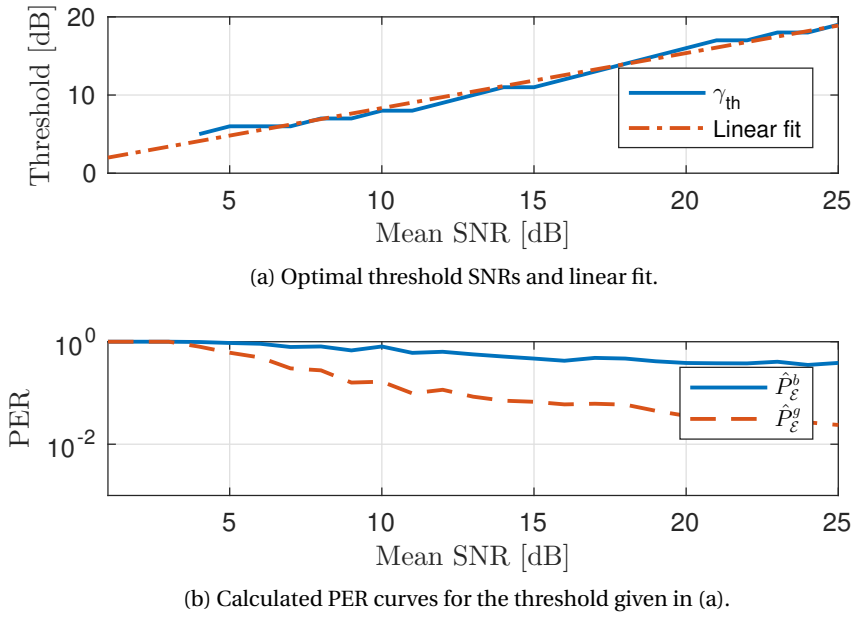 20
10
0
Threshold [dB]
γth
Linear fit
5 10 15 20 25
Mean SNR [dB]
(a) Optimal threshold SNRs and linear fit.
10^0
10^-2
PER
P̂_ℰ^b
P̂_ℰ^g
5 10 15 20 25
Mean SNR [dB]
(b) Calculated PER curves for the threshold given in (a).